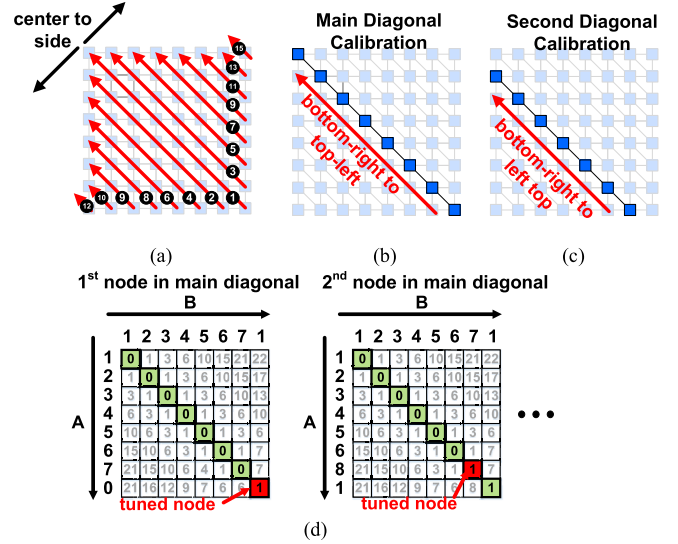 center to
side
15
13
11
9
7
5
3
12 10 9 8 6 4 2 1
(a)
Main Diagonal
Calibration
bottom-right to
top-left
(b)
Second Diagonal
Calibration
bottom-right to
left top
(c)
1st node in main diagonal
B
A
1 2 3 4 5 6 7 1
1 0 1 3 6 10 15 21 22
2 1 0 1 3 6 10 15 17
3 3 1 0 1 3 6 10 13
4 6 3 1 0 1 3 6 10
5 10 6 3 1 0 1 3 6
6 15 10 6 3 1 0 1 7
7 21 15 10 6 4 1 0 7
0 21 16 12 9 7 6 1
tuned node
2nd node in main diagonal
B
A
1 2 3 4 5 6 7 1
1 0 1 3 6 10 15 21 22
2 1 0 1 3 6 10 15 17
3 3 1 0 1 3 6 10 13
4 6 3 1 0 1 3 6 10
5 10 6 3 1 0 1 3 6
6 15 10 6 3 1 0 1 7
8 21 15 10 6 3 1 1 7
1 21 16 12 9 7 6 8 1
tuned node
(d)